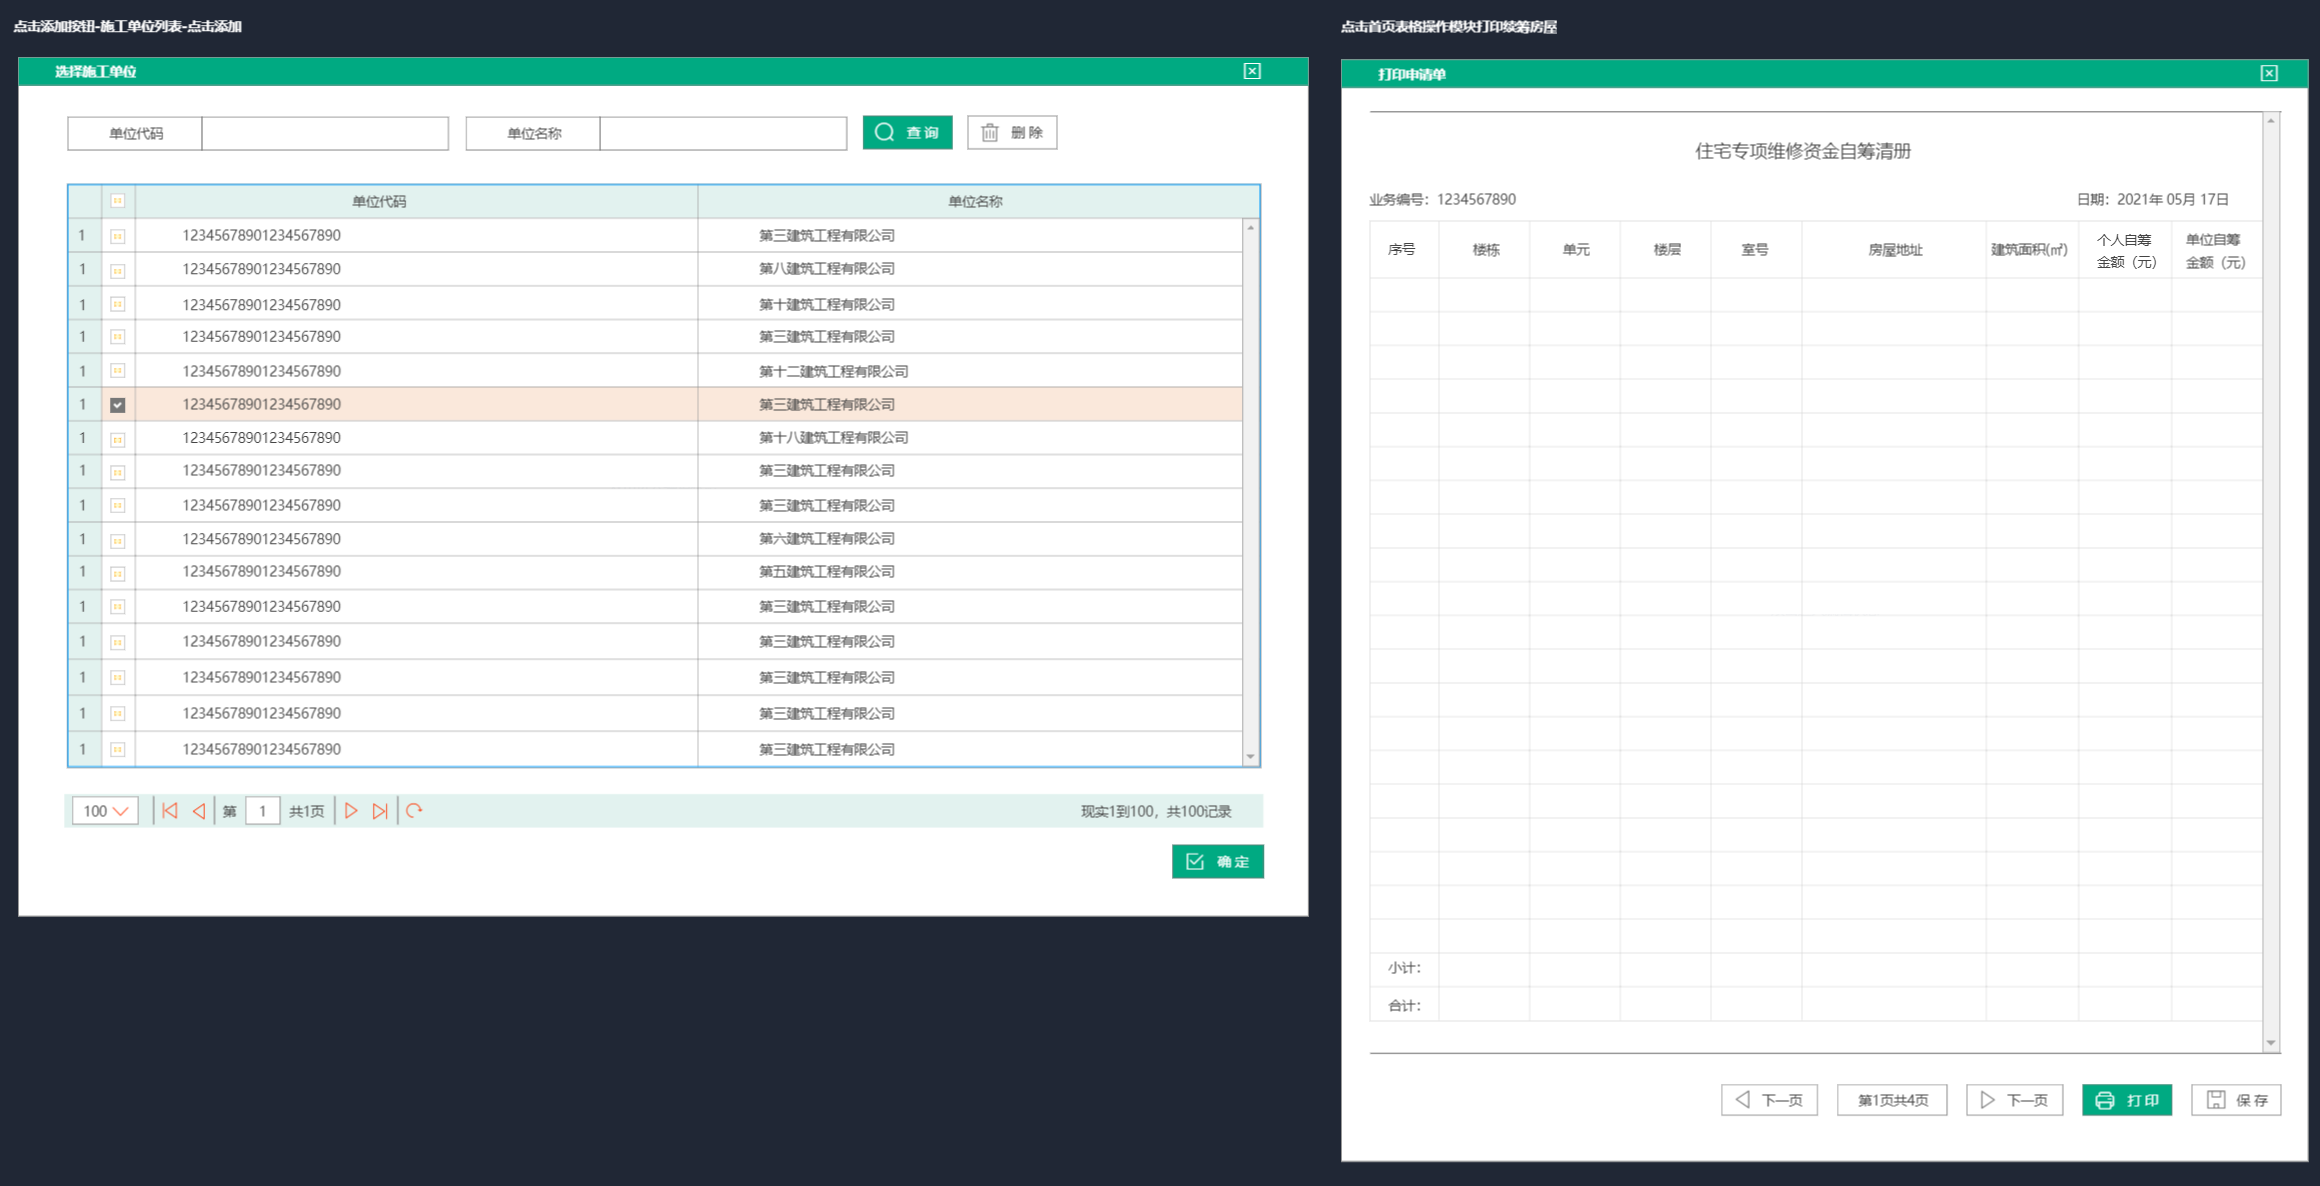 点击添加按钮-施工单位列表-点击添加
选择施工单位
单位代码
单位名称
查 询
删 除
单位代码 单位名称
1 12345678901234567890 第三建筑工程有限公司
1 12345678901234567890 第八建筑工程有限公司
1 12345678901234567890 第十建筑工程有限公司
1 12345678901234567890 第三建筑工程有限公司
1 12345678901234567890 第十二建筑工程有限公司
1 12345678901234567890 第三建筑工程有限公司
1 12345678901234567890 第十八建筑工程有限公司
1 12345678901234567890 第三建筑工程有限公司
1 12345678901234567890 第三建筑工程有限公司
1 12345678901234567890 第六建筑工程有限公司
1 12345678901234567890 第五建筑工程有限公司
1 12345678901234567890 第三建筑工程有限公司
1 12345678901234567890 第三建筑工程有限公司
1 12345678901234567890 第三建筑工程有限公司
1 12345678901234567890 第三建筑工程有限公司
1 12345678901234567890 第三建筑工程有限公司
100 第 1 共1页 现实1到100，共100记录
确 定
点击首页表格操作模块打印续筹房屋
打印申请单
住宅专项维修资金自筹清册
业务编号：1234567890 日期：2021年 05月 17日
序号 楼栋 单元 楼层 室号 房屋地址 建筑面积(㎡) 个人自筹金额（元） 单位自筹金额（元）
小计：
合计：
下一页 第1页共4页 下一页 打 印 保 存